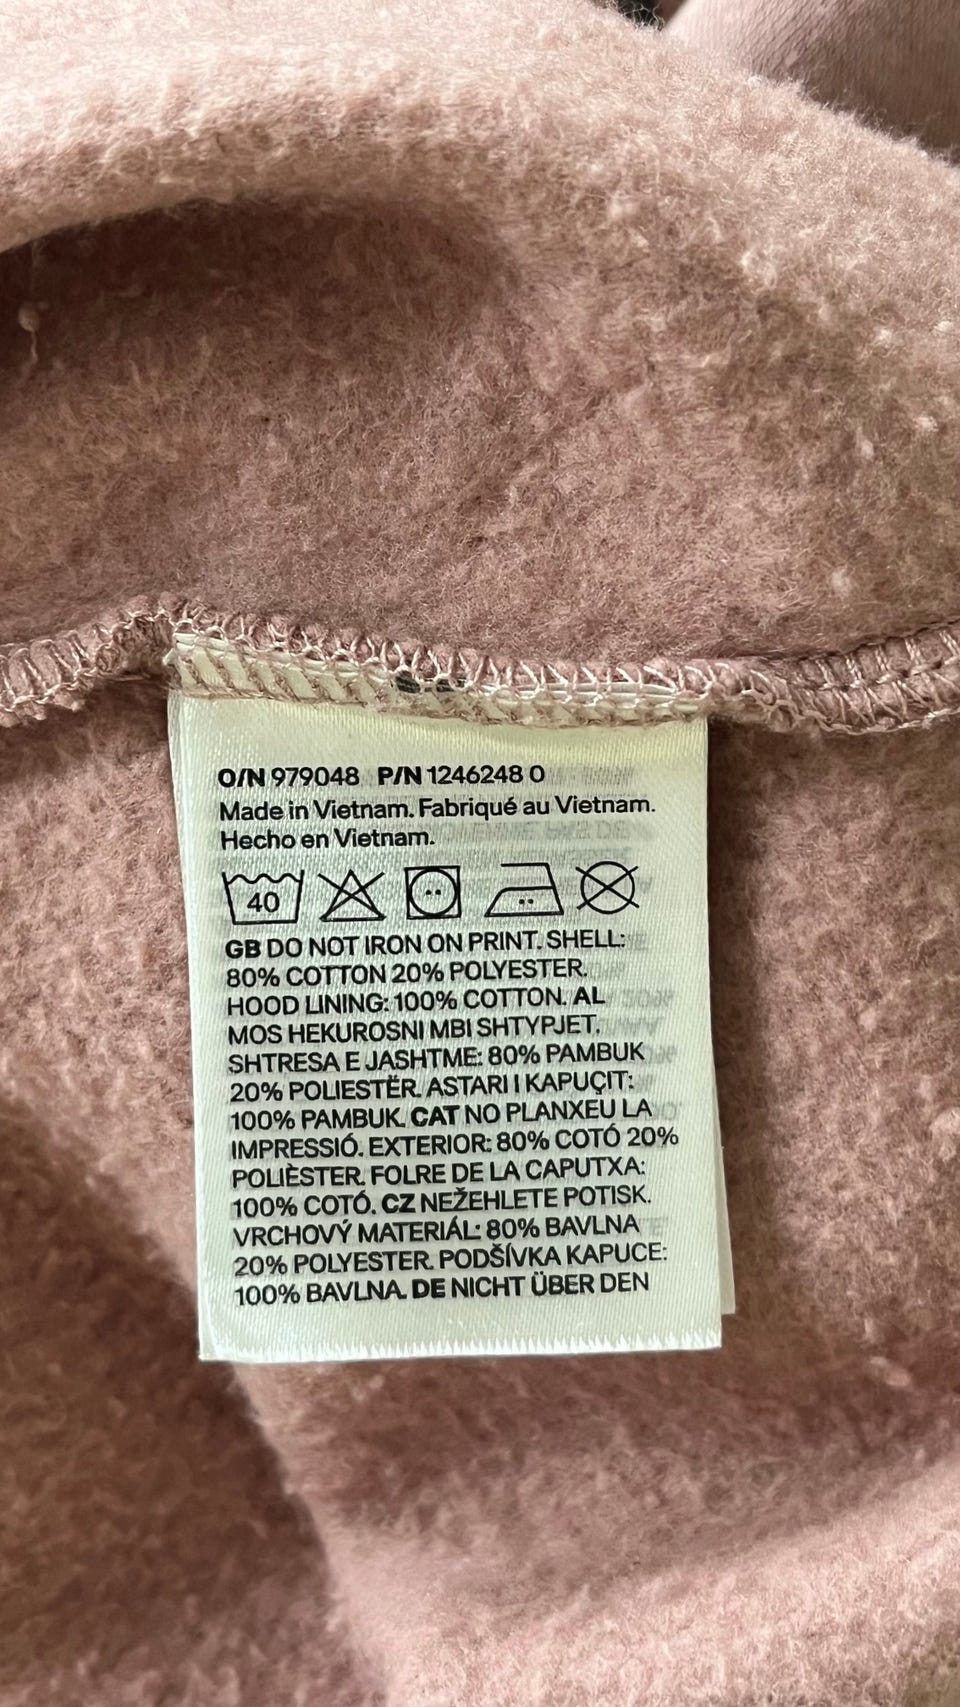 O/N 979048 P/N 1246248 0
Made in Vietnam. Fabriqué au Vietnam.
Hecho en Vietnam.
40
GB DO NOT IRON ON PRINT. SHELL:
80% COTTON 20% POLYESTER.
HOOD LINING: 100% COTTON. AL
MOS HEKUROSNI MBI SHTYPJET.
SHTRESA E JASHTME: 80% PAMBUK
20% POLIESTËR. ASTARI I KAPUÇIT:
100% PAMBUK. CAT NO PLANXEU LA
IMPRESSIÓ. EXTERIOR: 80% COTÓ 20%
POLIÈSTER. FOLRE DE LA CAPUTXA:
100% COTÓ. CZ NEŽEHLETE POTISK.
VRCHOVÝ MATERIÁL: 80% BAVLNA
20% POLYESTER. PODŠÍVKA KAPUCE:
100% BAVLNA. DE NICHT ÜBER DEN